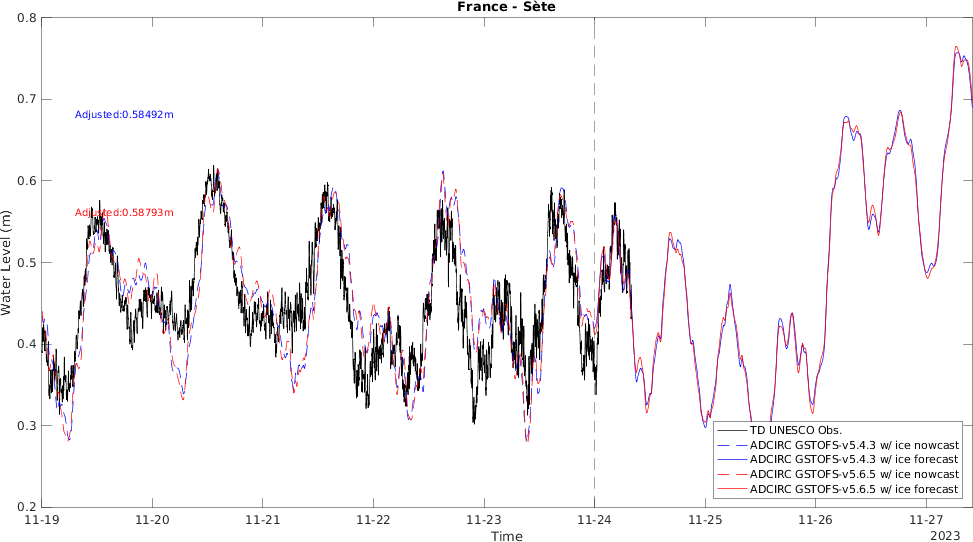 France - Sète
0.8
0.7
0.6
0.5
0.4
0.3
0.2
Water Level (m)
Adjusted:0.58492m
Adjusted:0.58793m
TD UNESCO Obs.
ADCIRC GSTOFS-v5.4.3 w/ ice nowcast
ADCIRC GSTOFS-v5.4.3 w/ ice forecast
ADCIRC GSTOFS-v5.6.5 w/ ice nowcast
ADCIRC GSTOFS-v5.6.5 w/ ice forecast
11-19 11-20 11-21 11-22 11-23 11-24 11-25 11-26 11-27
2023
Time